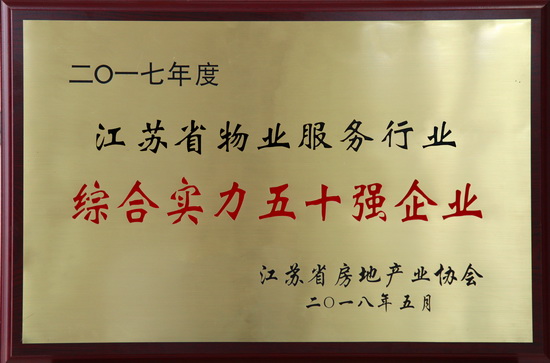 二〇一七年度
江苏省物业服务行业
综合实力五十强企业
江苏省房地产业协会
二〇一八年五月